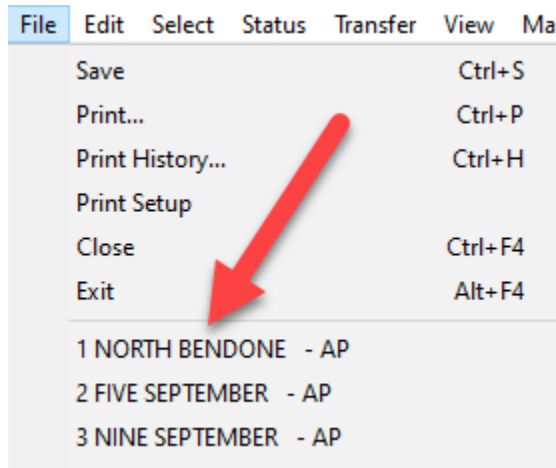 File Edit Select Status Transfer View Ma
Save Ctrl+S
Print... Ctrl+P
Print History... Ctrl+H
Print Setup
Close Ctrl+F4
Exit Alt+F4
1 NORTH BENDONE - AP
2 FIVE SEPTEMBER - AP
3 NINE SEPTEMBER - AP